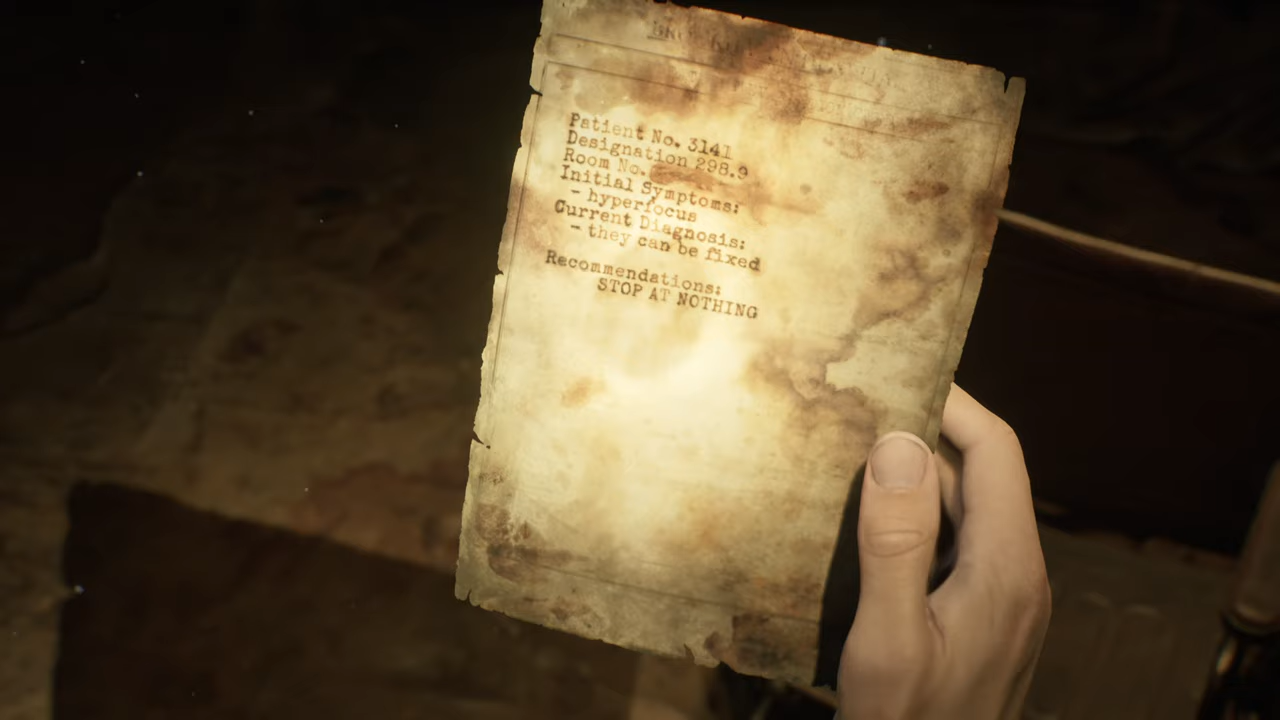 Patient No. 3141
Designation 298.9
Room No.
Initial Symptoms:
- hyperfocus
Current Diagnosis:
- they can be fixed
Recommendations:
STOP AT NOTHING